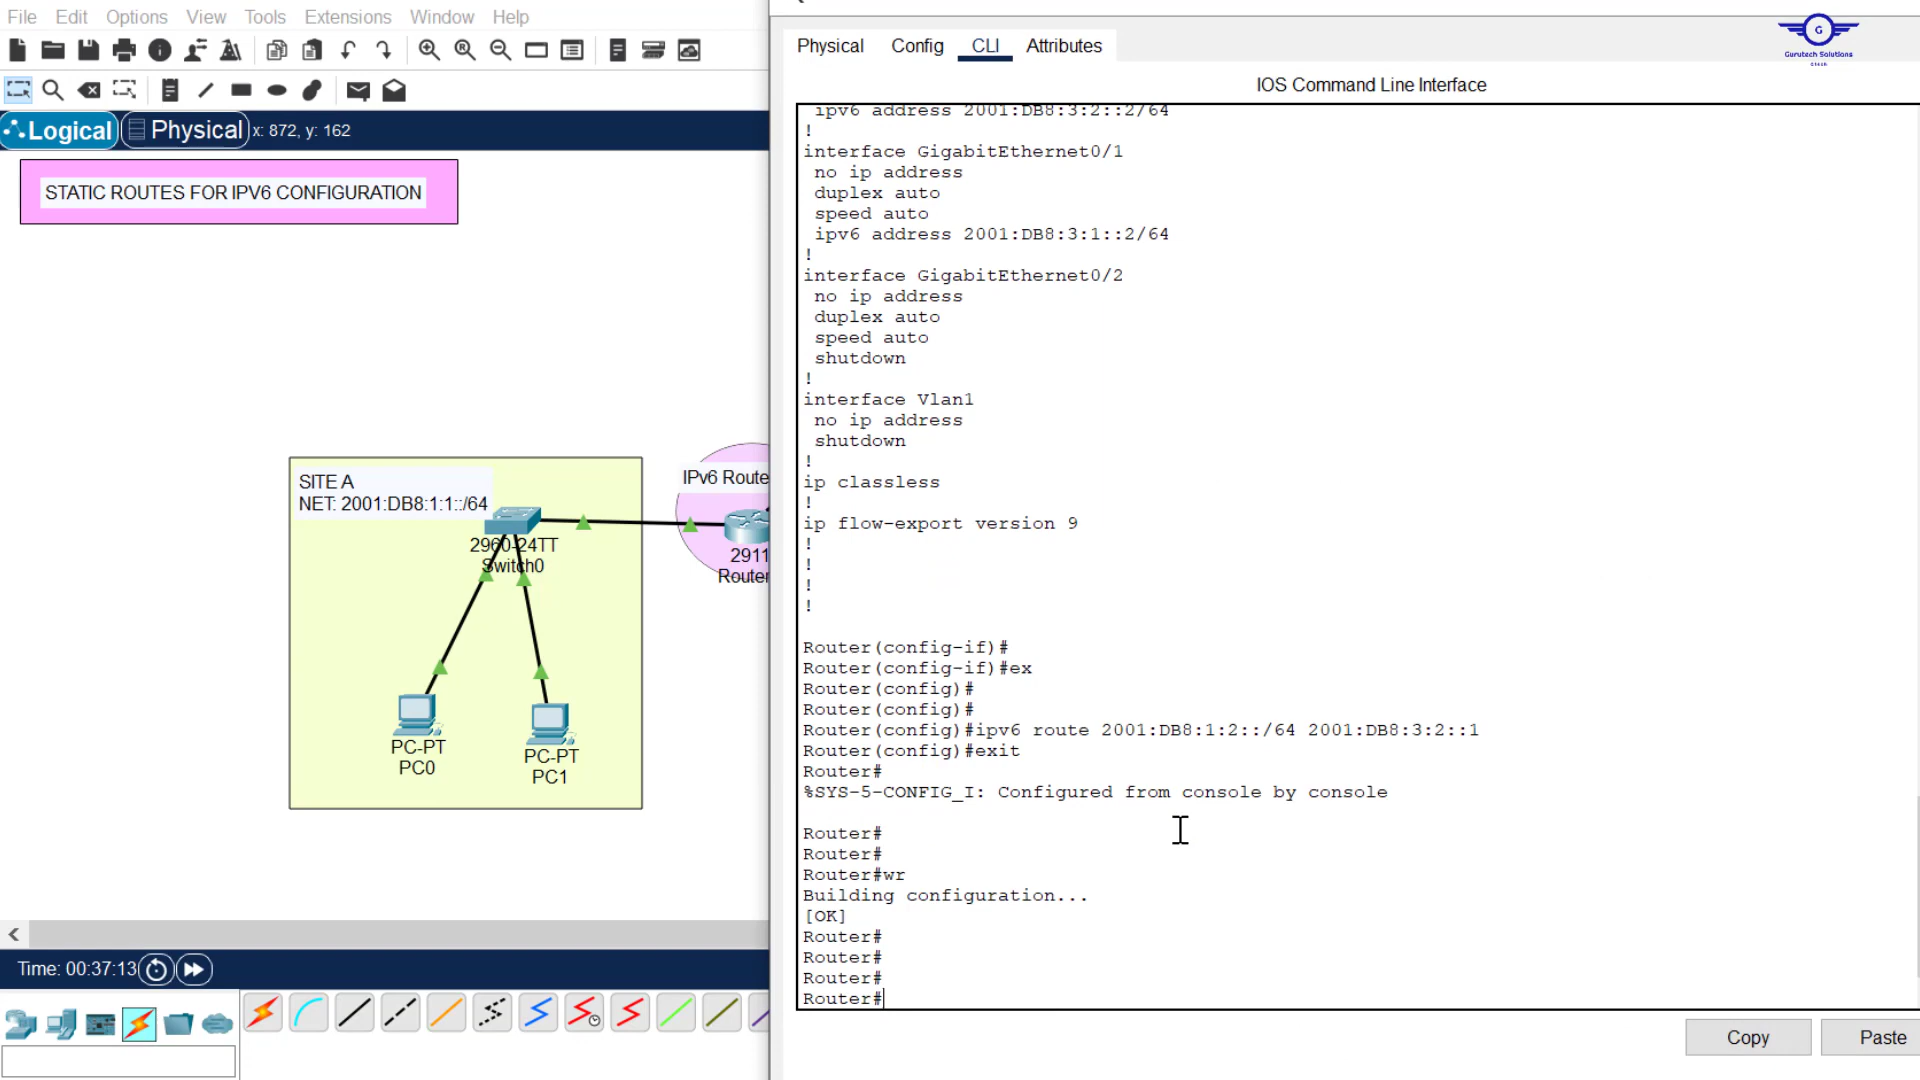 File Edit Options View Tools Extensions Window Help
Logical Physical x: 872, y: 162
STATIC ROUTES FOR IPV6 CONFIGURATION
SITE A
NET: 2001:DB8:1:1::/64
2960-24TT
Switch0
PC-PT
PC0
PC-PT
PC1
IPv6 Route
2911
Router
Time: 00:37:13
Physical Config CLI Attributes
Gurutech Solutions
IOS Command Line Interface
ipv6 address 2001:DB8:3:2::2/64
!
interface GigabitEthernet0/1
no ip address
duplex auto
speed auto
ipv6 address 2001:DB8:3:1::2/64
!
interface GigabitEthernet0/2
no ip address
duplex auto
speed auto
shutdown
!
interface Vlan1
no ip address
shutdown
!
ip classless
!
ip flow-export version 9
!
!
!
!
Router(config-if)#
Router(config-if)#ex
Router(config)#
Router(config)#
Router(config)#ipv6 route 2001:DB8:1:2::/64 2001:DB8:3:2::1
Router(config)#exit
Router#
%SYS-5-CONFIG_I: Configured from console by console
Router#
Router#
Router#wr
Building configuration...
[OK]
Router#
Router#
Router#
Router#
Copy Paste